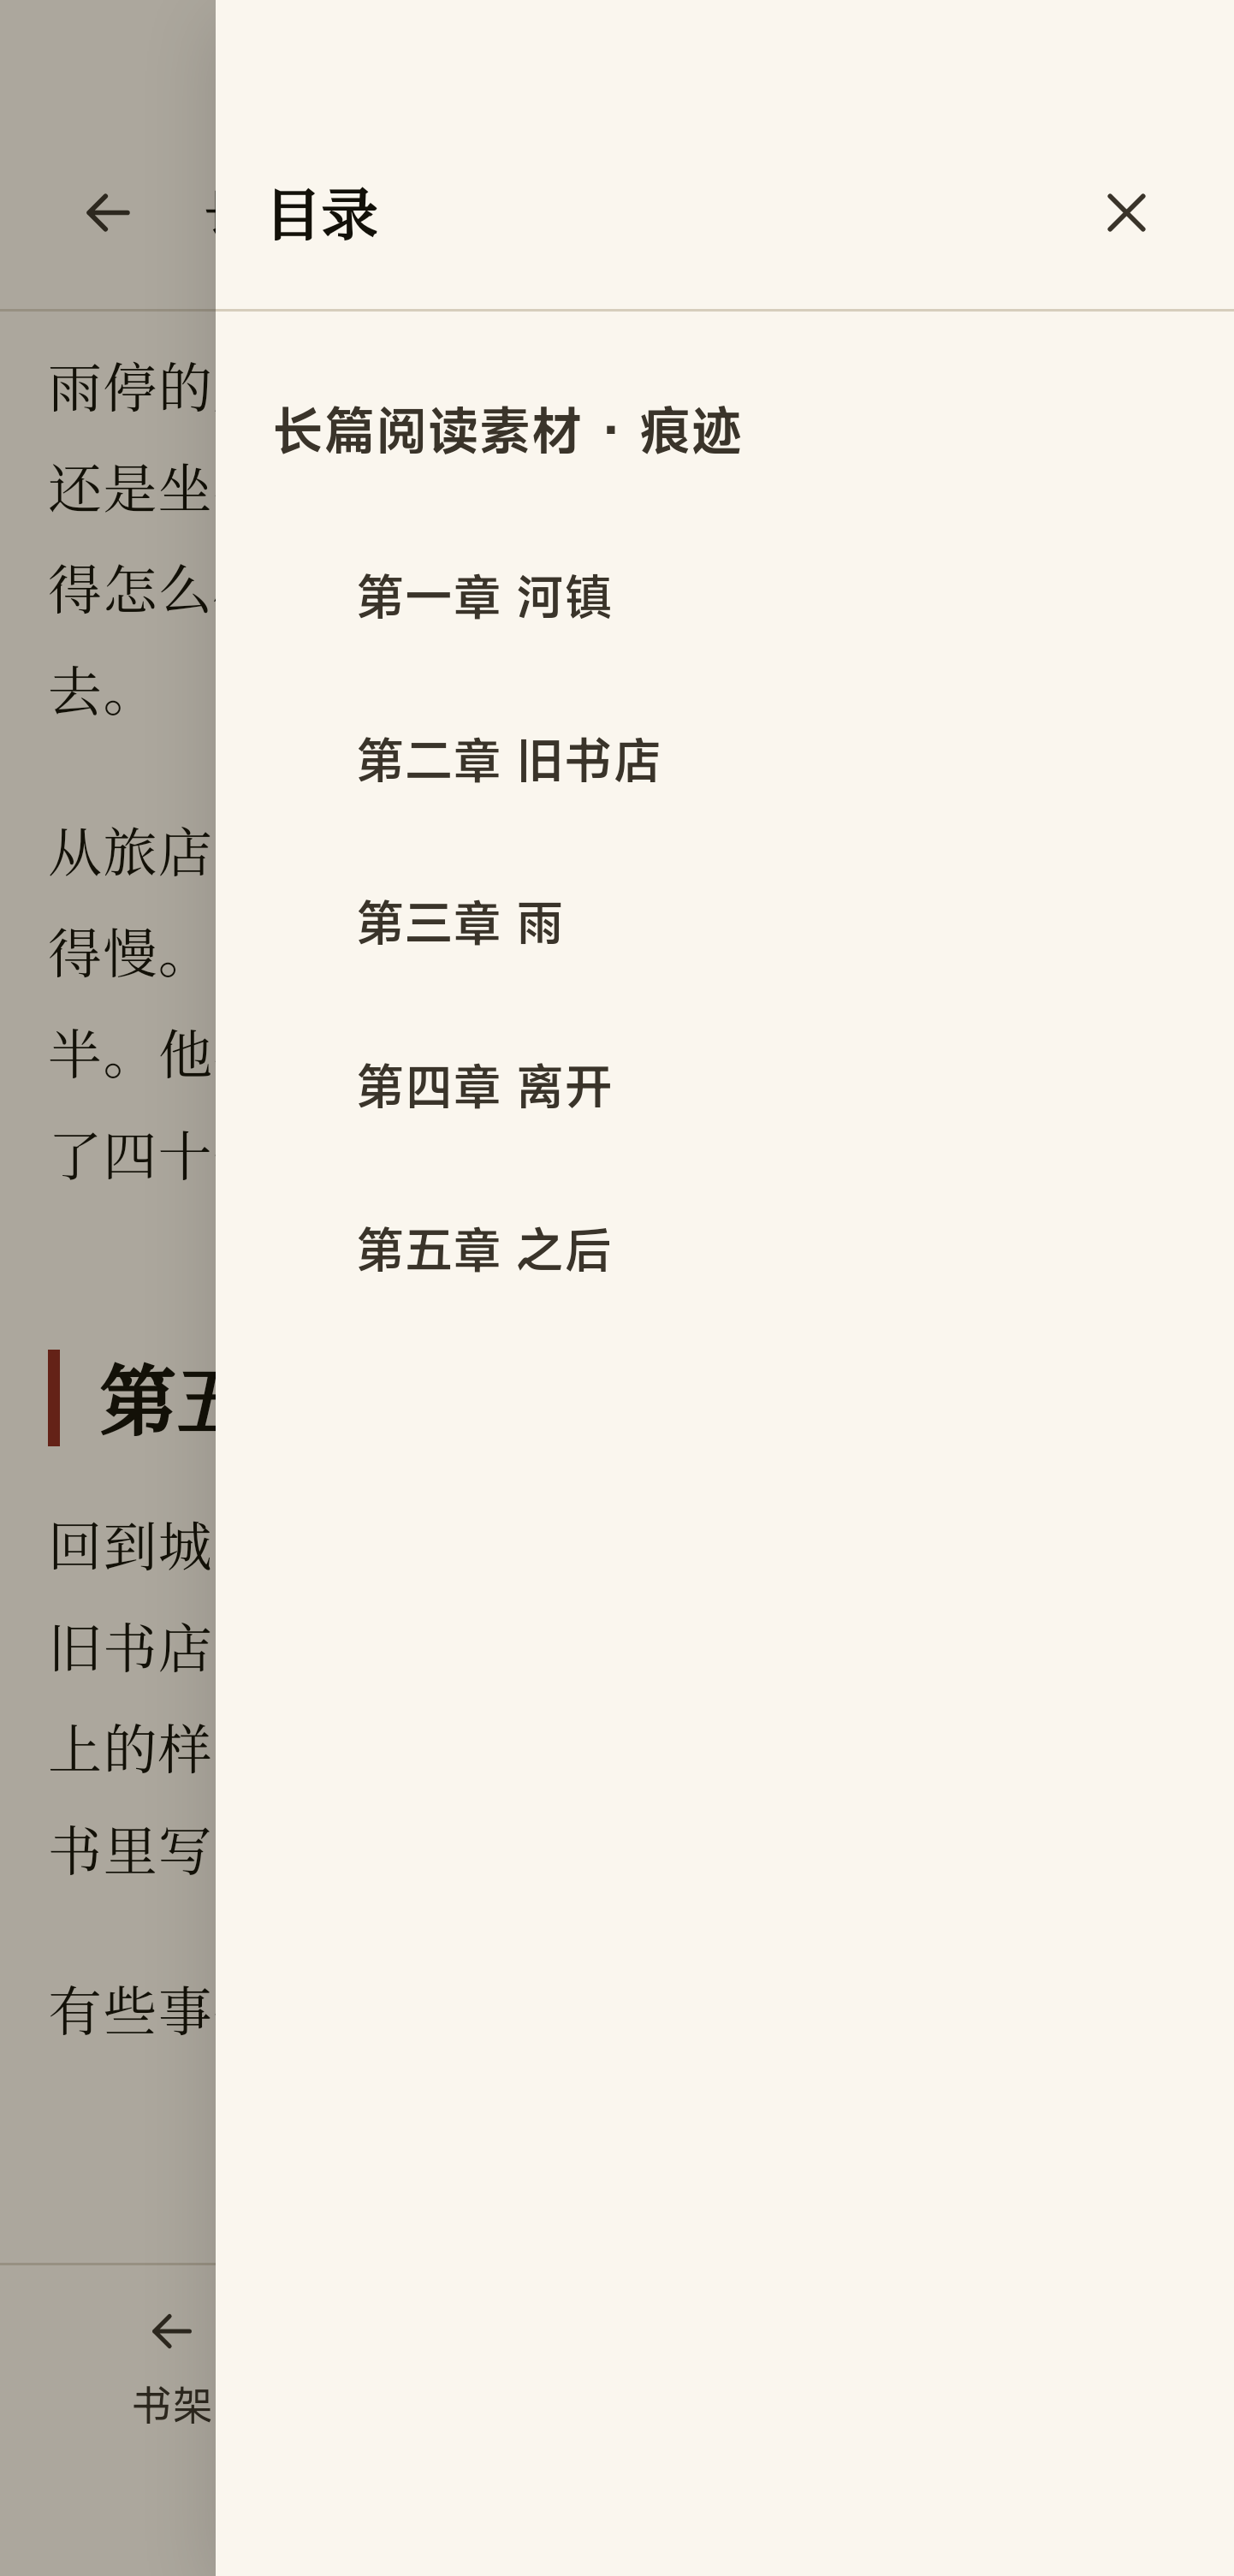 目录
长篇阅读素材 · 痕迹
第一章 河镇
第二章 旧书店
第三章 雨
第四章 离开
第五章 之后
雨停的
还是坐
得怎么
去。
从旅店
得慢。
半。他
了四十
第五
回到城
旧书店
上的样
书里写
有些事
书架